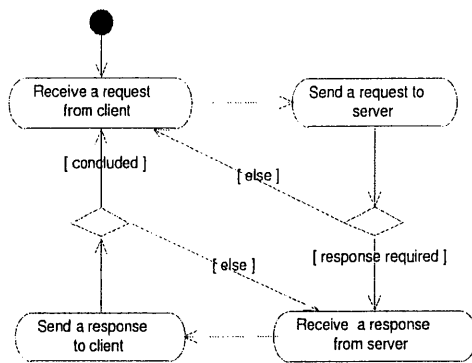 Receive a request
from client
Send a request to
server
[ concluded ]
[ else ]
[ else ]
[ response required ]
Send a response
to client
Receive a response
from server